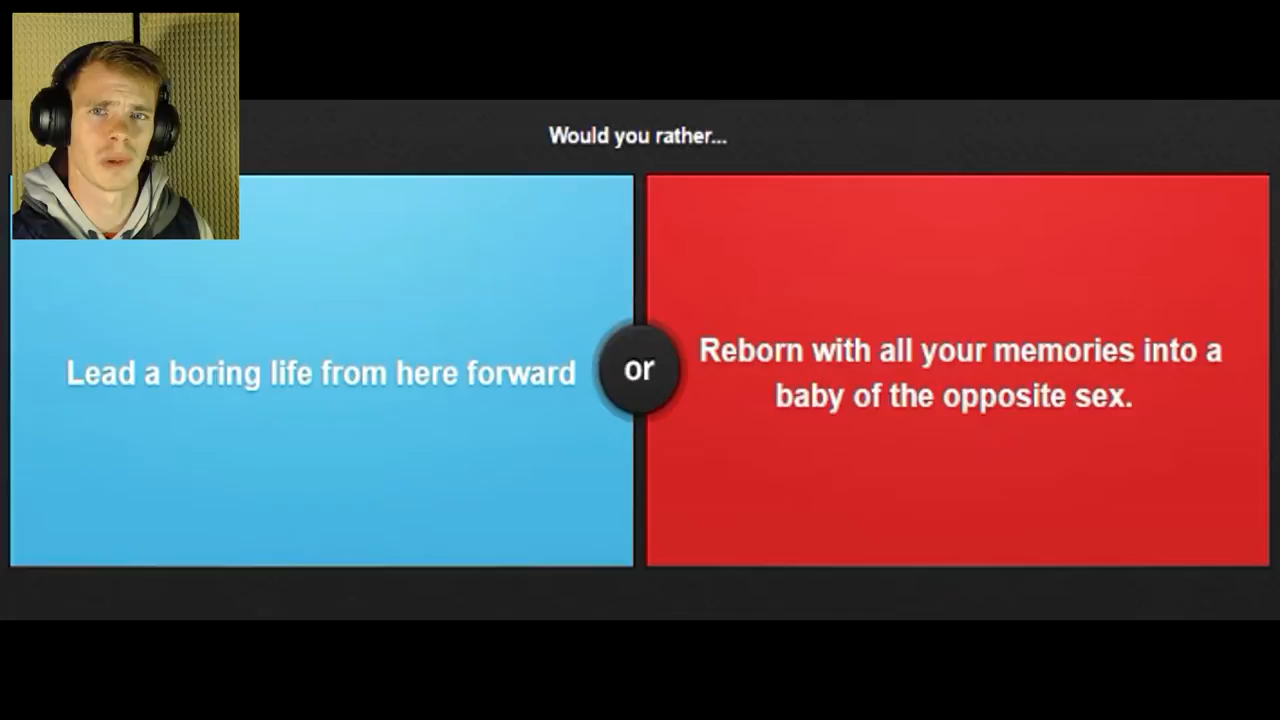 Would you rather...
Lead a boring life from here forward
or
Reborn with all your memories into a
baby of the opposite sex.